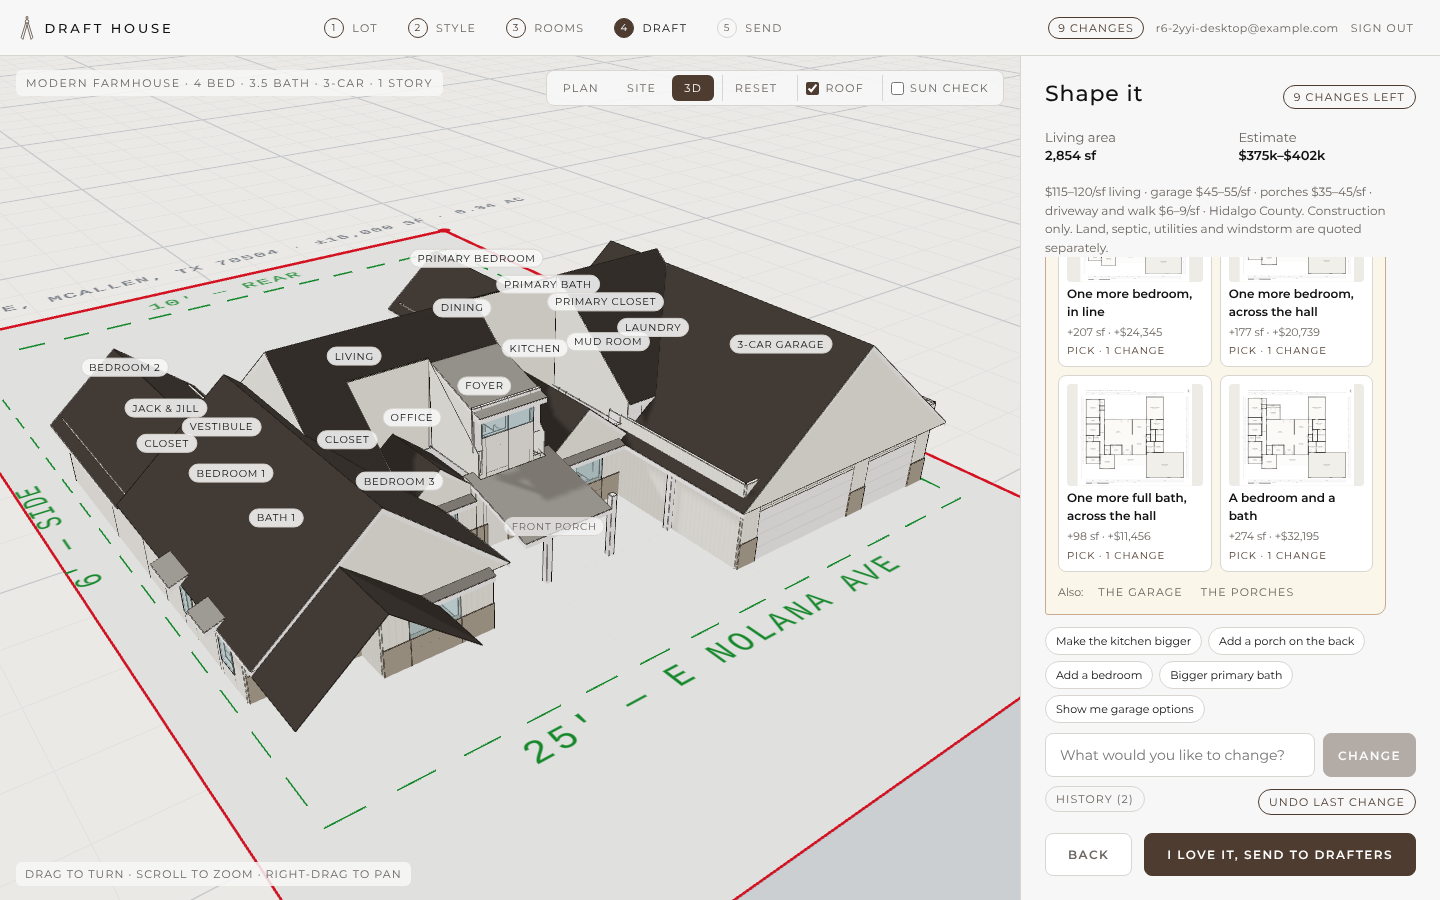 DRAFT HOUSE
1 LOT
2 STYLE
3 ROOMS
4 DRAFT
5 SEND
9 CHANGES
r6-2yyi-desktop@example.com
SIGN OUT
MODERN FARMHOUSE · 4 BED · 3.5 BATH · 3-CAR · 1 STORY
PLAN
SITE
3D
RESET
ROOF
SUN CHECK
E, MCALLEN, TX 78504
10' — REAR
PRIMARY BEDROOM
PRIMARY BATH
PRIMARY CLOSET
DINING
LAUNDRY
MUD ROOM
KITCHEN
3-CAR GARAGE
LIVING
BEDROOM 2
FOYER
JACK & JILL
OFFICE
VESTIBULE
CLOSET
CLOSET
BEDROOM 1
BEDROOM 3
BATH 1
FRONT PORCH
SIDE - 6'
25' — E NOLANA AVE
DRAG TO TURN · SCROLL TO ZOOM · RIGHT-DRAG TO PAN
Shape it
9 CHANGES LEFT
Living area
2,854 sf
Estimate
$375k–$402k
$115–120/sf living · garage $45–55/sf · porches $35–45/sf ·
driveway and walk $6–9/sf · Hidalgo County. Construction
only. Land, septic, utilities and windstorm are quoted
separately.
One more bedroom,
in line
+207 sf · +$24,345
PICK · 1 CHANGE
One more bedroom,
across the hall
+177 sf · +$20,739
PICK · 1 CHANGE
One more full bath,
across the hall
+98 sf · +$11,456
PICK · 1 CHANGE
A bedroom and a
bath
+274 sf · +$32,195
PICK · 1 CHANGE
Also: THE GARAGE THE PORCHES
Make the kitchen bigger
Add a porch on the back
Add a bedroom
Bigger primary bath
Show me garage options
What would you like to change?
CHANGE
HISTORY (2)
UNDO LAST CHANGE
BACK
I LOVE IT, SEND TO DRAFTERS